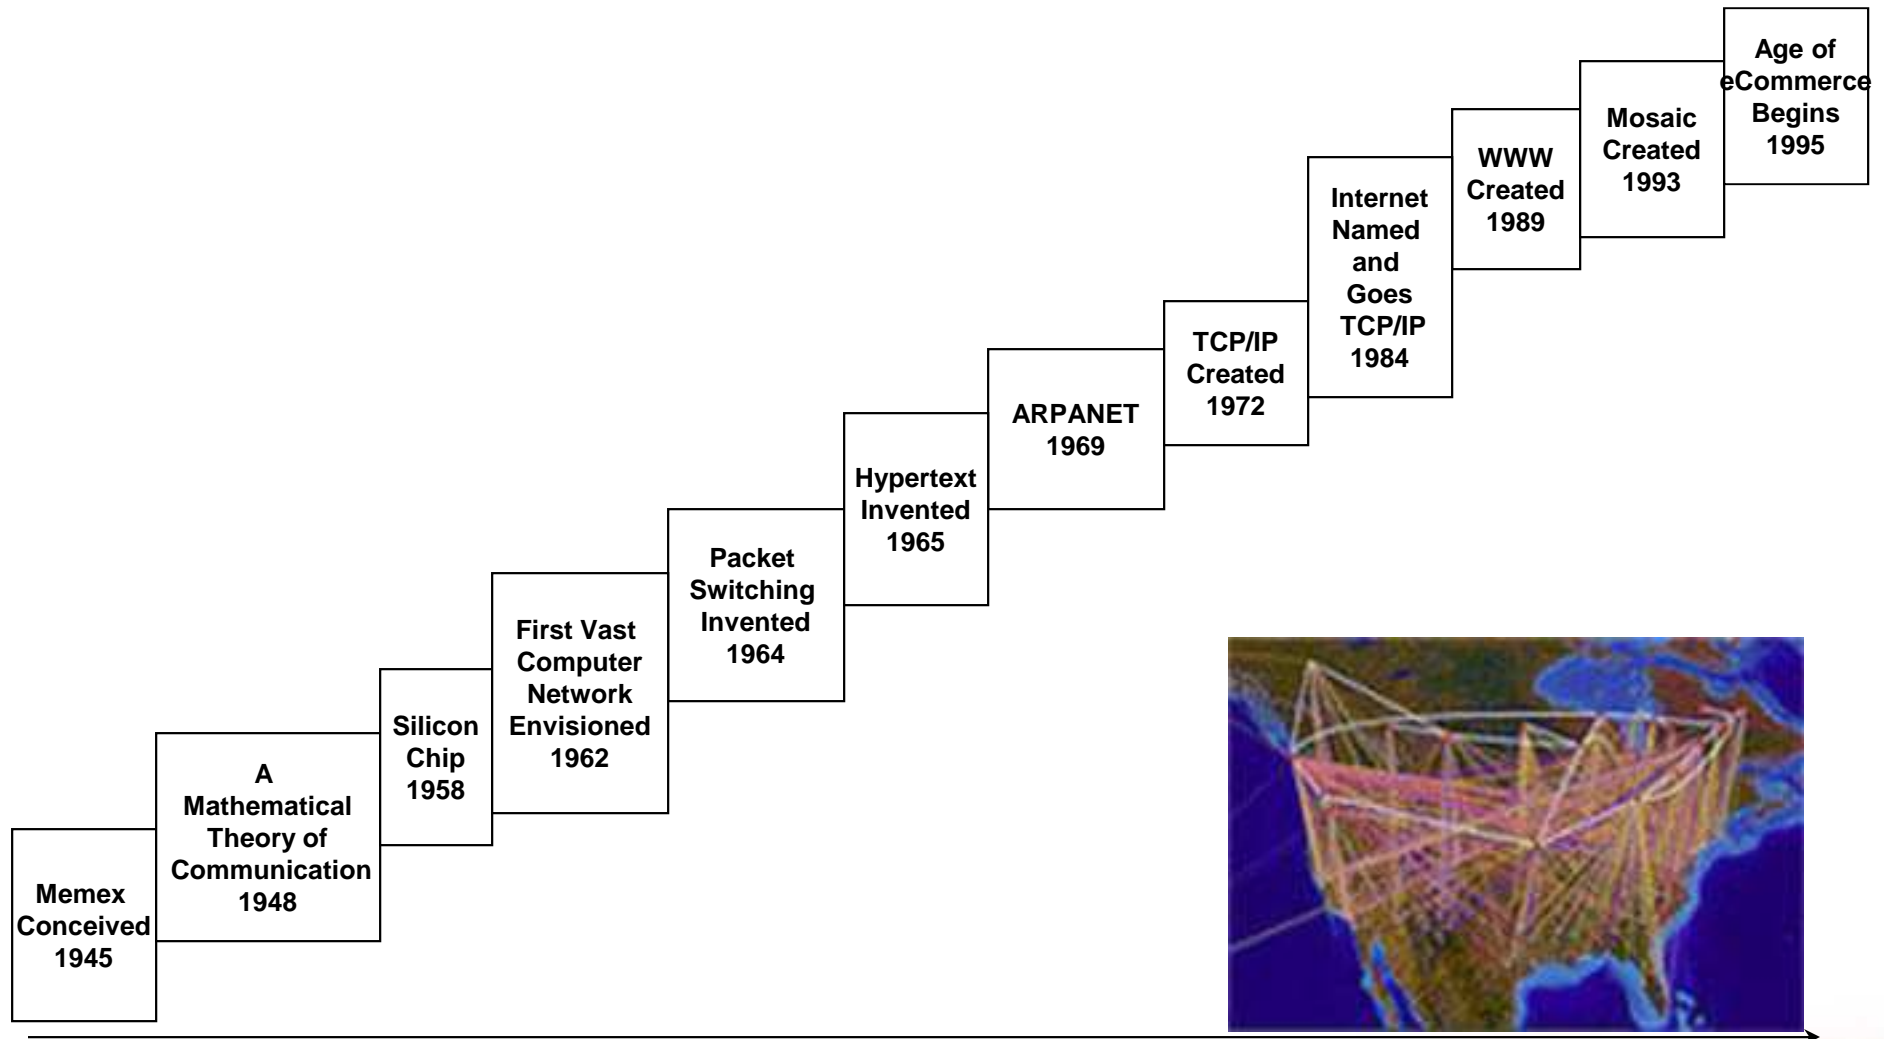 Memex
Conceived
1945
A
Mathematical
Theory of
Communication
1948
Silicon
Chip
1958
First Vast
Computer
Network
Envisioned
1962
Packet
Switching
Invented
1964
Hypertext
Invented
1965
ARPANET
1969
TCP/IP
Created
1972
Internet
Named
and
Goes
TCP/IP
1984
WWW
Created
1989
Mosaic
Created
1993
Age of
eCommerce
Begins
1995